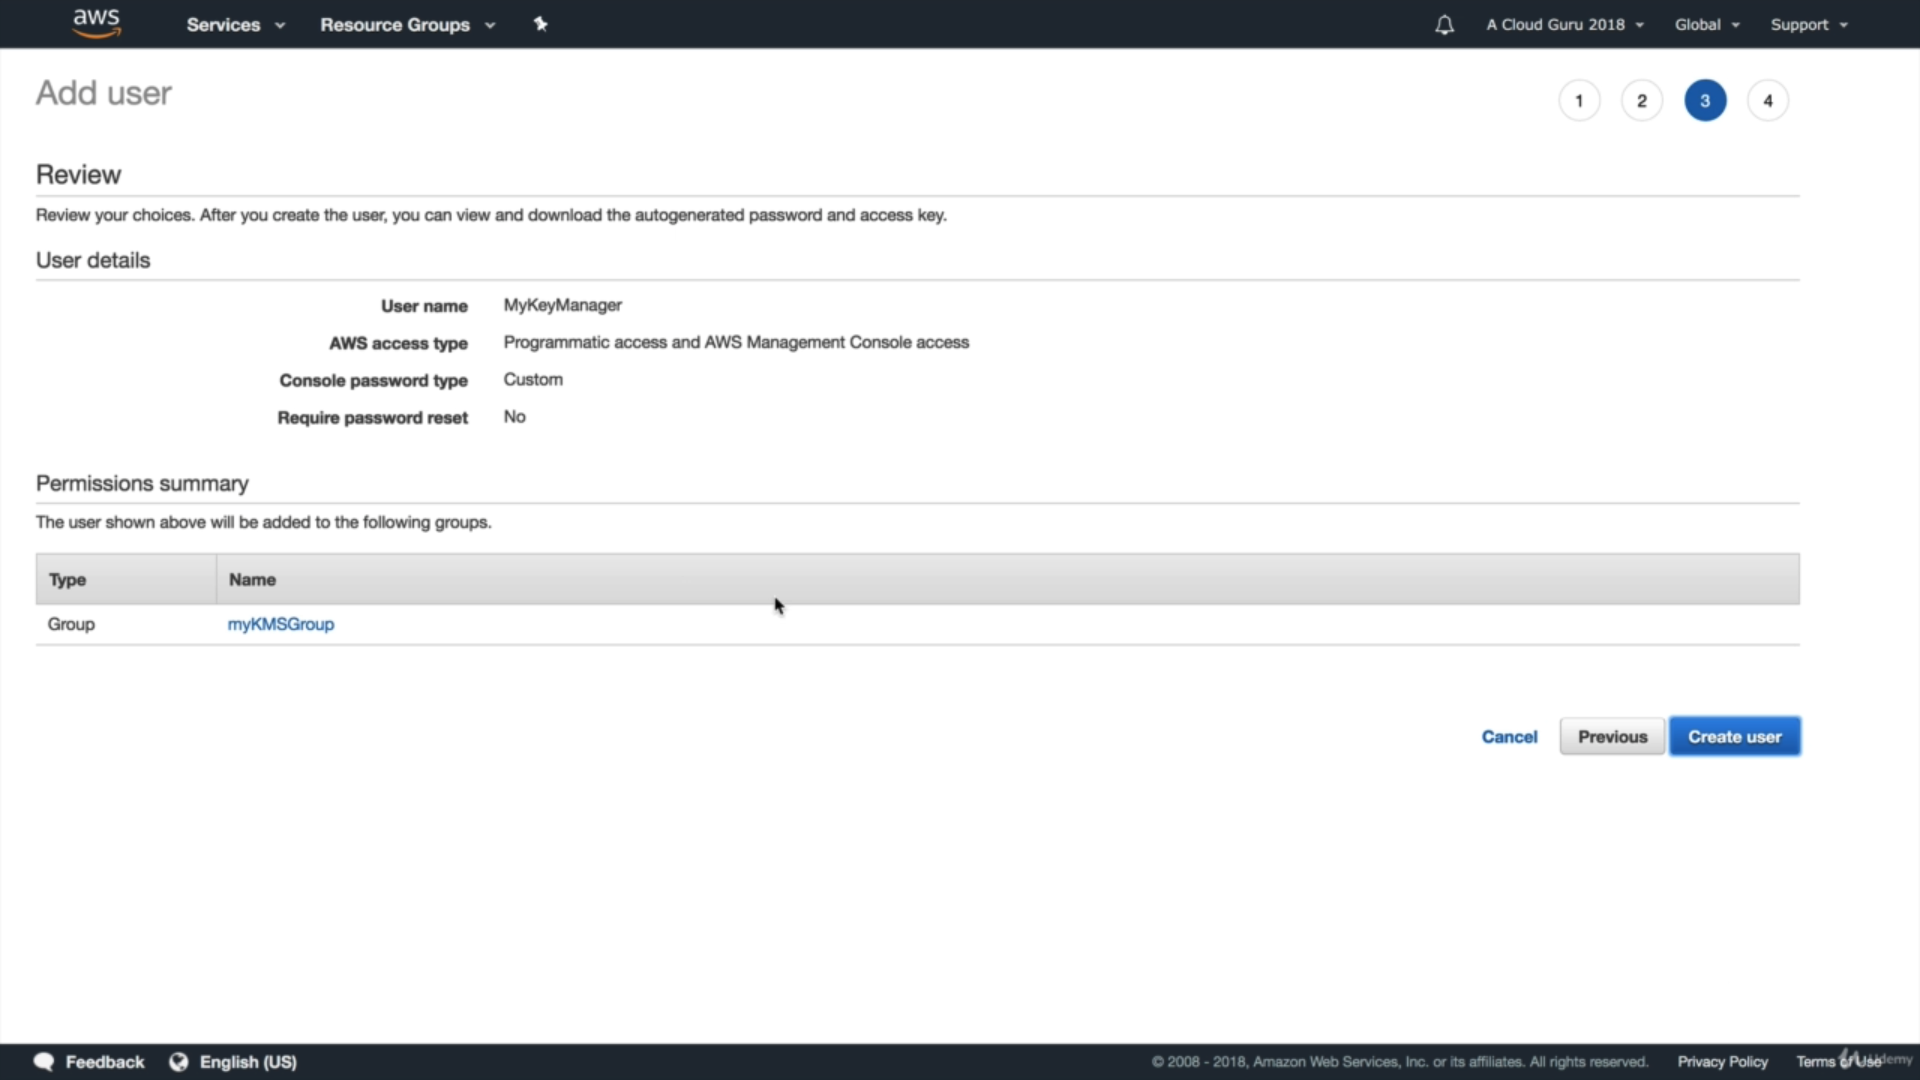 aws Services Resource Groups A Cloud Guru 2018 Global Support
Add user 1 2 3 4
Review
Review your choices. After you create the user, you can view and download the autogenerated password and access key.
User details
User name MyKeyManager
AWS access type Programmatic access and AWS Management Console access
Console password type Custom
Require password reset No
Permissions summary
The user shown above will be added to the following groups.
Type Name
Group myKMSGroup
Cancel Previous Create user
Feedback English (US) © 2008 - 2018, Amazon Web Services, Inc. or its affiliates. All rights reserved. Privacy Policy Terms of Use Udemy